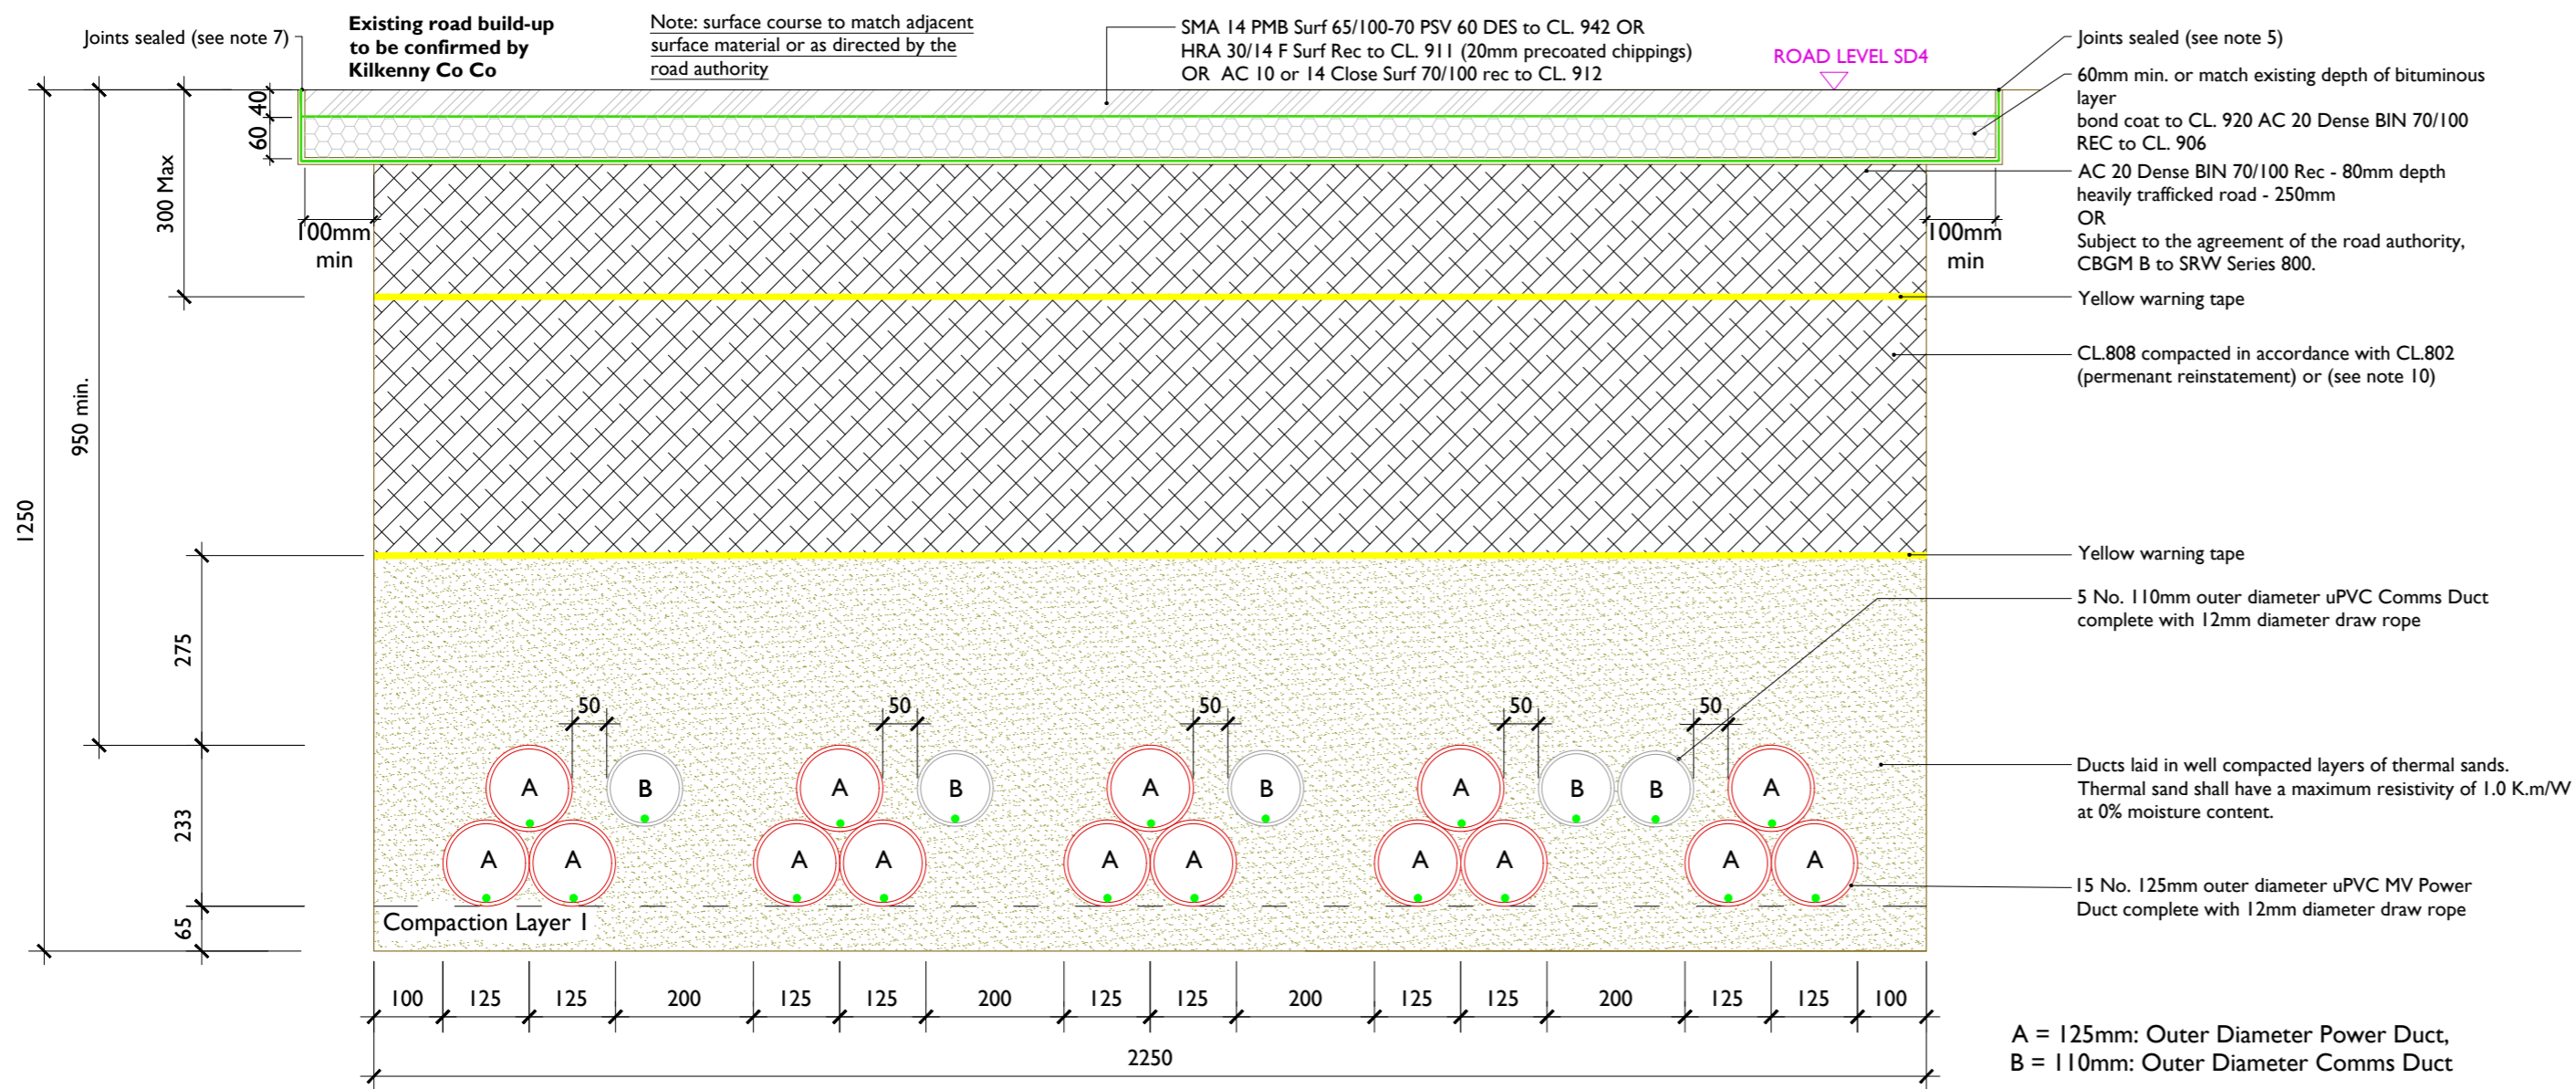 Joints sealed (see note 7)
Existing road build-up
to be confirmed by
Kilkenny Co Co
Note: surface course to match adjacent
surface material or as directed by the
road authority
SMA 14 PMB Surf 65/100-70 PSV 60 DES to CL. 942 OR
HRA 30/14 F Surf Rec to CL. 911 (20mm precoated chippings)
OR AC 10 or 14 Close Surf 70/100 rec to CL. 912
ROAD LEVEL SD4
Joints sealed (see note 5)
60mm min. or match existing depth of bituminous
layer
bond coat to CL. 920 AC 20 Dense BIN 70/100
REC to CL. 906
AC 20 Dense BIN 70/100 Rec - 80mm depth
heavily trafficked road - 250mm
OR
Subject to the agreement of the road authority,
CBGM B to SRW Series 800.
Yellow warning tape
CL.808 compacted in accordance with CL.802
(permenant reinstatement) or (see note 10)
Yellow warning tape
5 No. 110mm outer diameter uPVC Comms Duct
complete with 12mm diameter draw rope
Ducts laid in well compacted layers of thermal sands.
Thermal sand shall have a maximum resistivity of 1.0 K.m/W
at 0% moisture content.
15 No. 125mm outer diameter uPVC MV Power
Duct complete with 12mm diameter draw rope
40
60
300 Max
950 min.
1250
275
233
65
100mm
min
100mm
min
50 50 50 50 50
A B A B A B A B B A
A A A A A A A A A A
Compaction Layer 1
100 125 125 200 125 125 200 125 125 200 125 125 200 125 125 100
2250
A = 125mm: Outer Diameter Power Duct,
B = 110mm: Outer Diameter Comms Duct